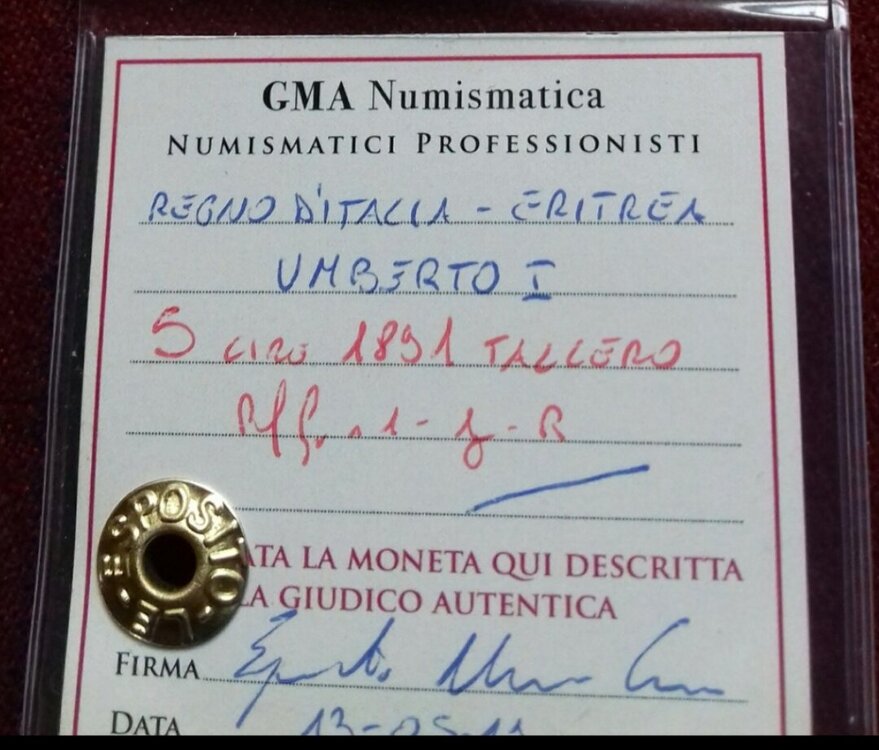 GMA Numismatica
NUMISMATICI PROFESSIONISTI
REGNO D'ITALIA - ERITREA
UMBERTO I
5 LIRE 1891 TALLERO
R
ATA LA MONETA QUI DESCRITTA
LA GIUDICO AUTENTICA
ESPOSITO
FIRMA
DATA